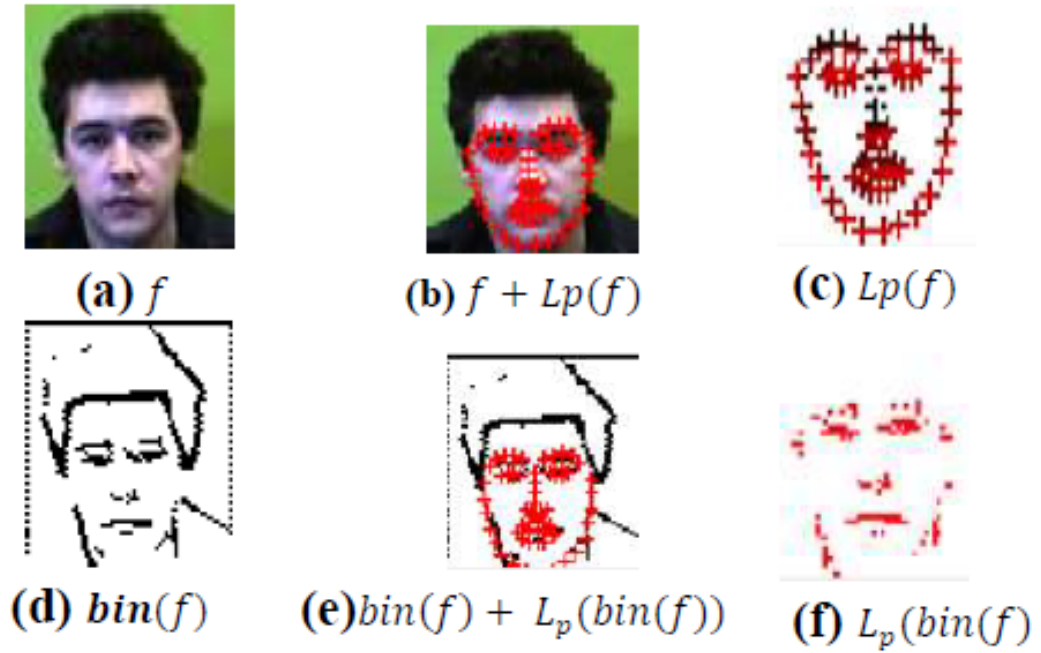 (a) f
(b) f + Lp(f)
(c) Lp(f)
(d) bin(f)
(e)bin(f) + Lₚ(bin(f))
(f) Lₚ(bin(f)